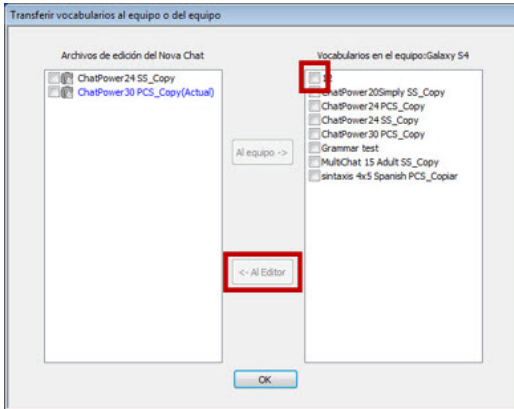 Transferir vocabularios al equipo o del equipo
Archivos de edición del Nova Chat
ChatPower24 SS_Copy
ChatPower30 PCS_Copy(Actual)
Al equipo ->
<- Al Editor
Vocabularios en el equipo:Galaxy S4
ChatPower20Simply SS_Copy
ChatPower24 PCS_Copy
ChatPower24 SS_Copy
ChatPower30 PCS_Copy
Grammar test
MultiChat 15 Adult SS_Copy
sintaxis 4x5 Spanish PCS_Copiar
OK